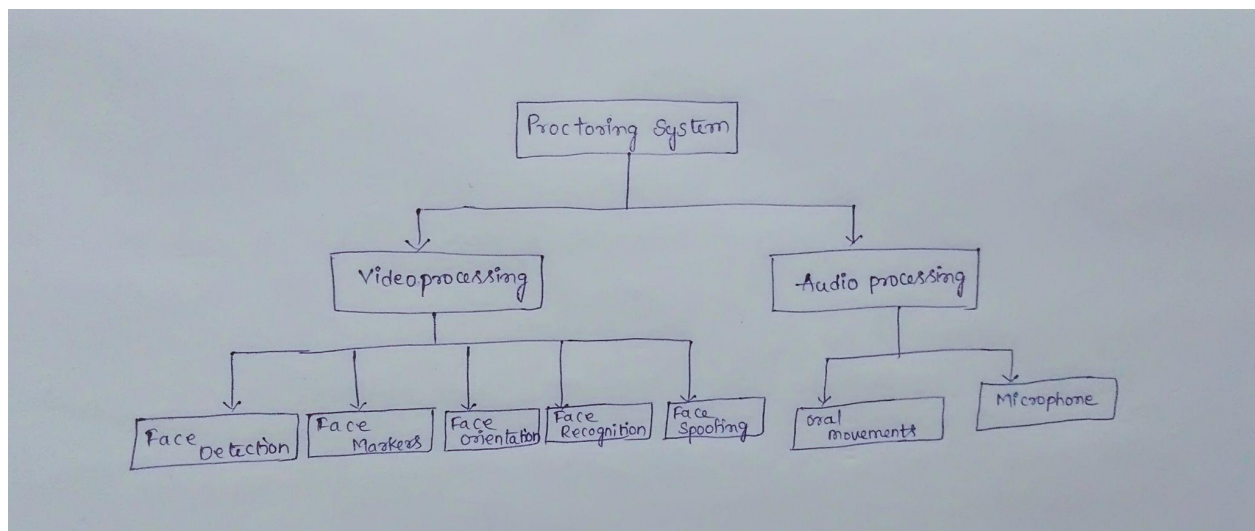 Proctoring System
Videoprocessing
Audio processing
Face
Detection
Face
Markers
Face
Orientation
Face
Recognition
Face
Spoofing
Oral
movements
Microphone